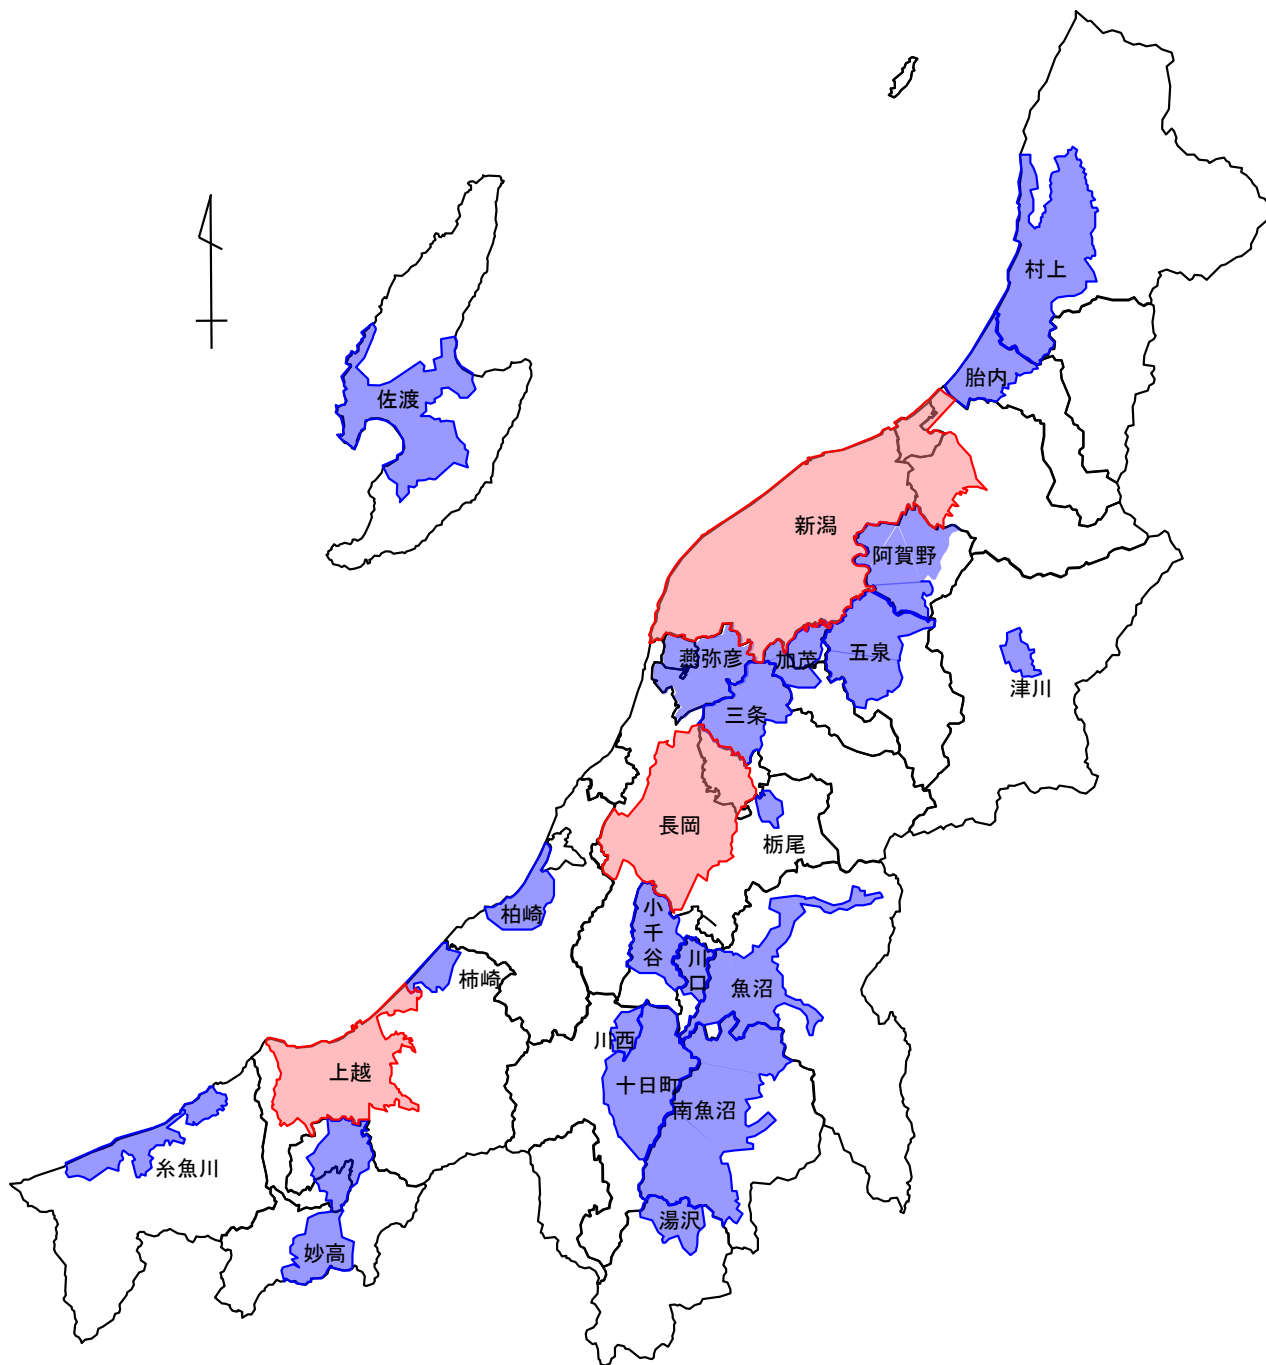 村上
胎内
佐渡
新潟
阿賀野
五泉
燕弥彦
加茂
津川
三条
長岡
栃尾
柏崎
小千谷
川口
柿崎
魚沼
川西
上越
十日町
南魚沼
糸魚川
湯沢
妙高